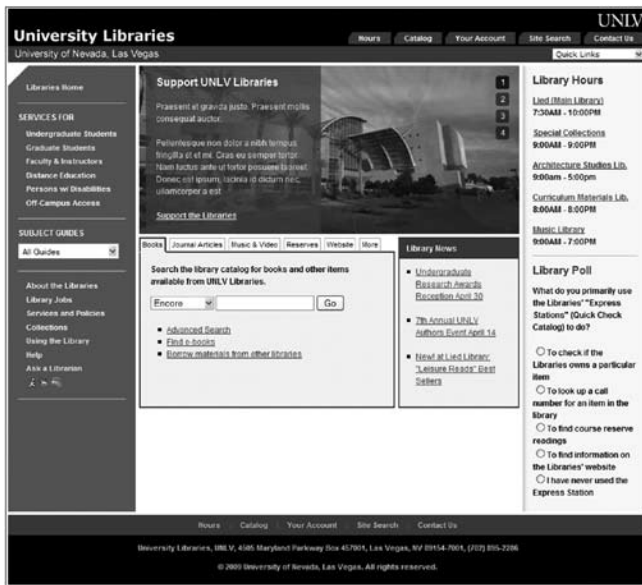 UNLV
University Libraries
Hours Catalog Your Account Site Search Contact Us
University of Nevada, Las Vegas
Quick Links
Libraries Home
SERVICES FOR
Undergraduate Students
Graduate Students
Faculty & Instructors
Distance Education
Persons w/ Disabilities
Off-Campus Access
SUBJECT GUIDES
All Guides
About the Libraries
Library Jobs
Services and Policies
Collections
Using the Library
Help
Ask a Librarian
Support UNLV Libraries
Praesent at gravida justo. Praesent mollis
consequat auctor.
Pellentesque non dolor a nibh tempus
fringilla et et mi. Cras eu semper tortor.
Nam luctus ante ut tortor posuere laoreet.
Donec est ipsum, lacinia id dictum nec,
ullamcorper a est.
Support the Libraries
1
2
3
4
Books Journal Articles Music & Video Reserves Website More
Search the library catalog for books and other items
available from UNLV Libraries.
Encore Go
Advanced Search
Find e-books
Borrow materials from other libraries
Library News
Undergraduate
Research Awards
Reception April 30
7th Annual UNLV
Authors Event April 14
New! at Lied Library:
"Leisure Reads" Best
Sellers
Library Hours
Lied (Main Library)
7:30AM - 10:00PM
Special Collections
9:00AM - 9:00PM
Architecture Studies Lib.
9:00am - 5:00pm
Curriculum Materials Lib.
8:00AM - 8:00PM
Music Library
9:00AM - 7:00PM
Library Poll
What do you primarily use
the Libraries' "Express
Stations" (Quick Check
Catalog) to do?
To check if the
Libraries owns a particular
item
To look up a call
number for an item in the
library
To find course reserve
readings
To find information on
the Libraries' website
I have never used the
Express Station
Hours Catalog Your Account Site Search Contact Us
University Libraries, UNLV, 4505 Maryland Parkway Box 457001, Las Vegas, NV 89154-7001, (702) 895-2286
© 2009 University of Nevada, Las Vegas. All rights reserved.